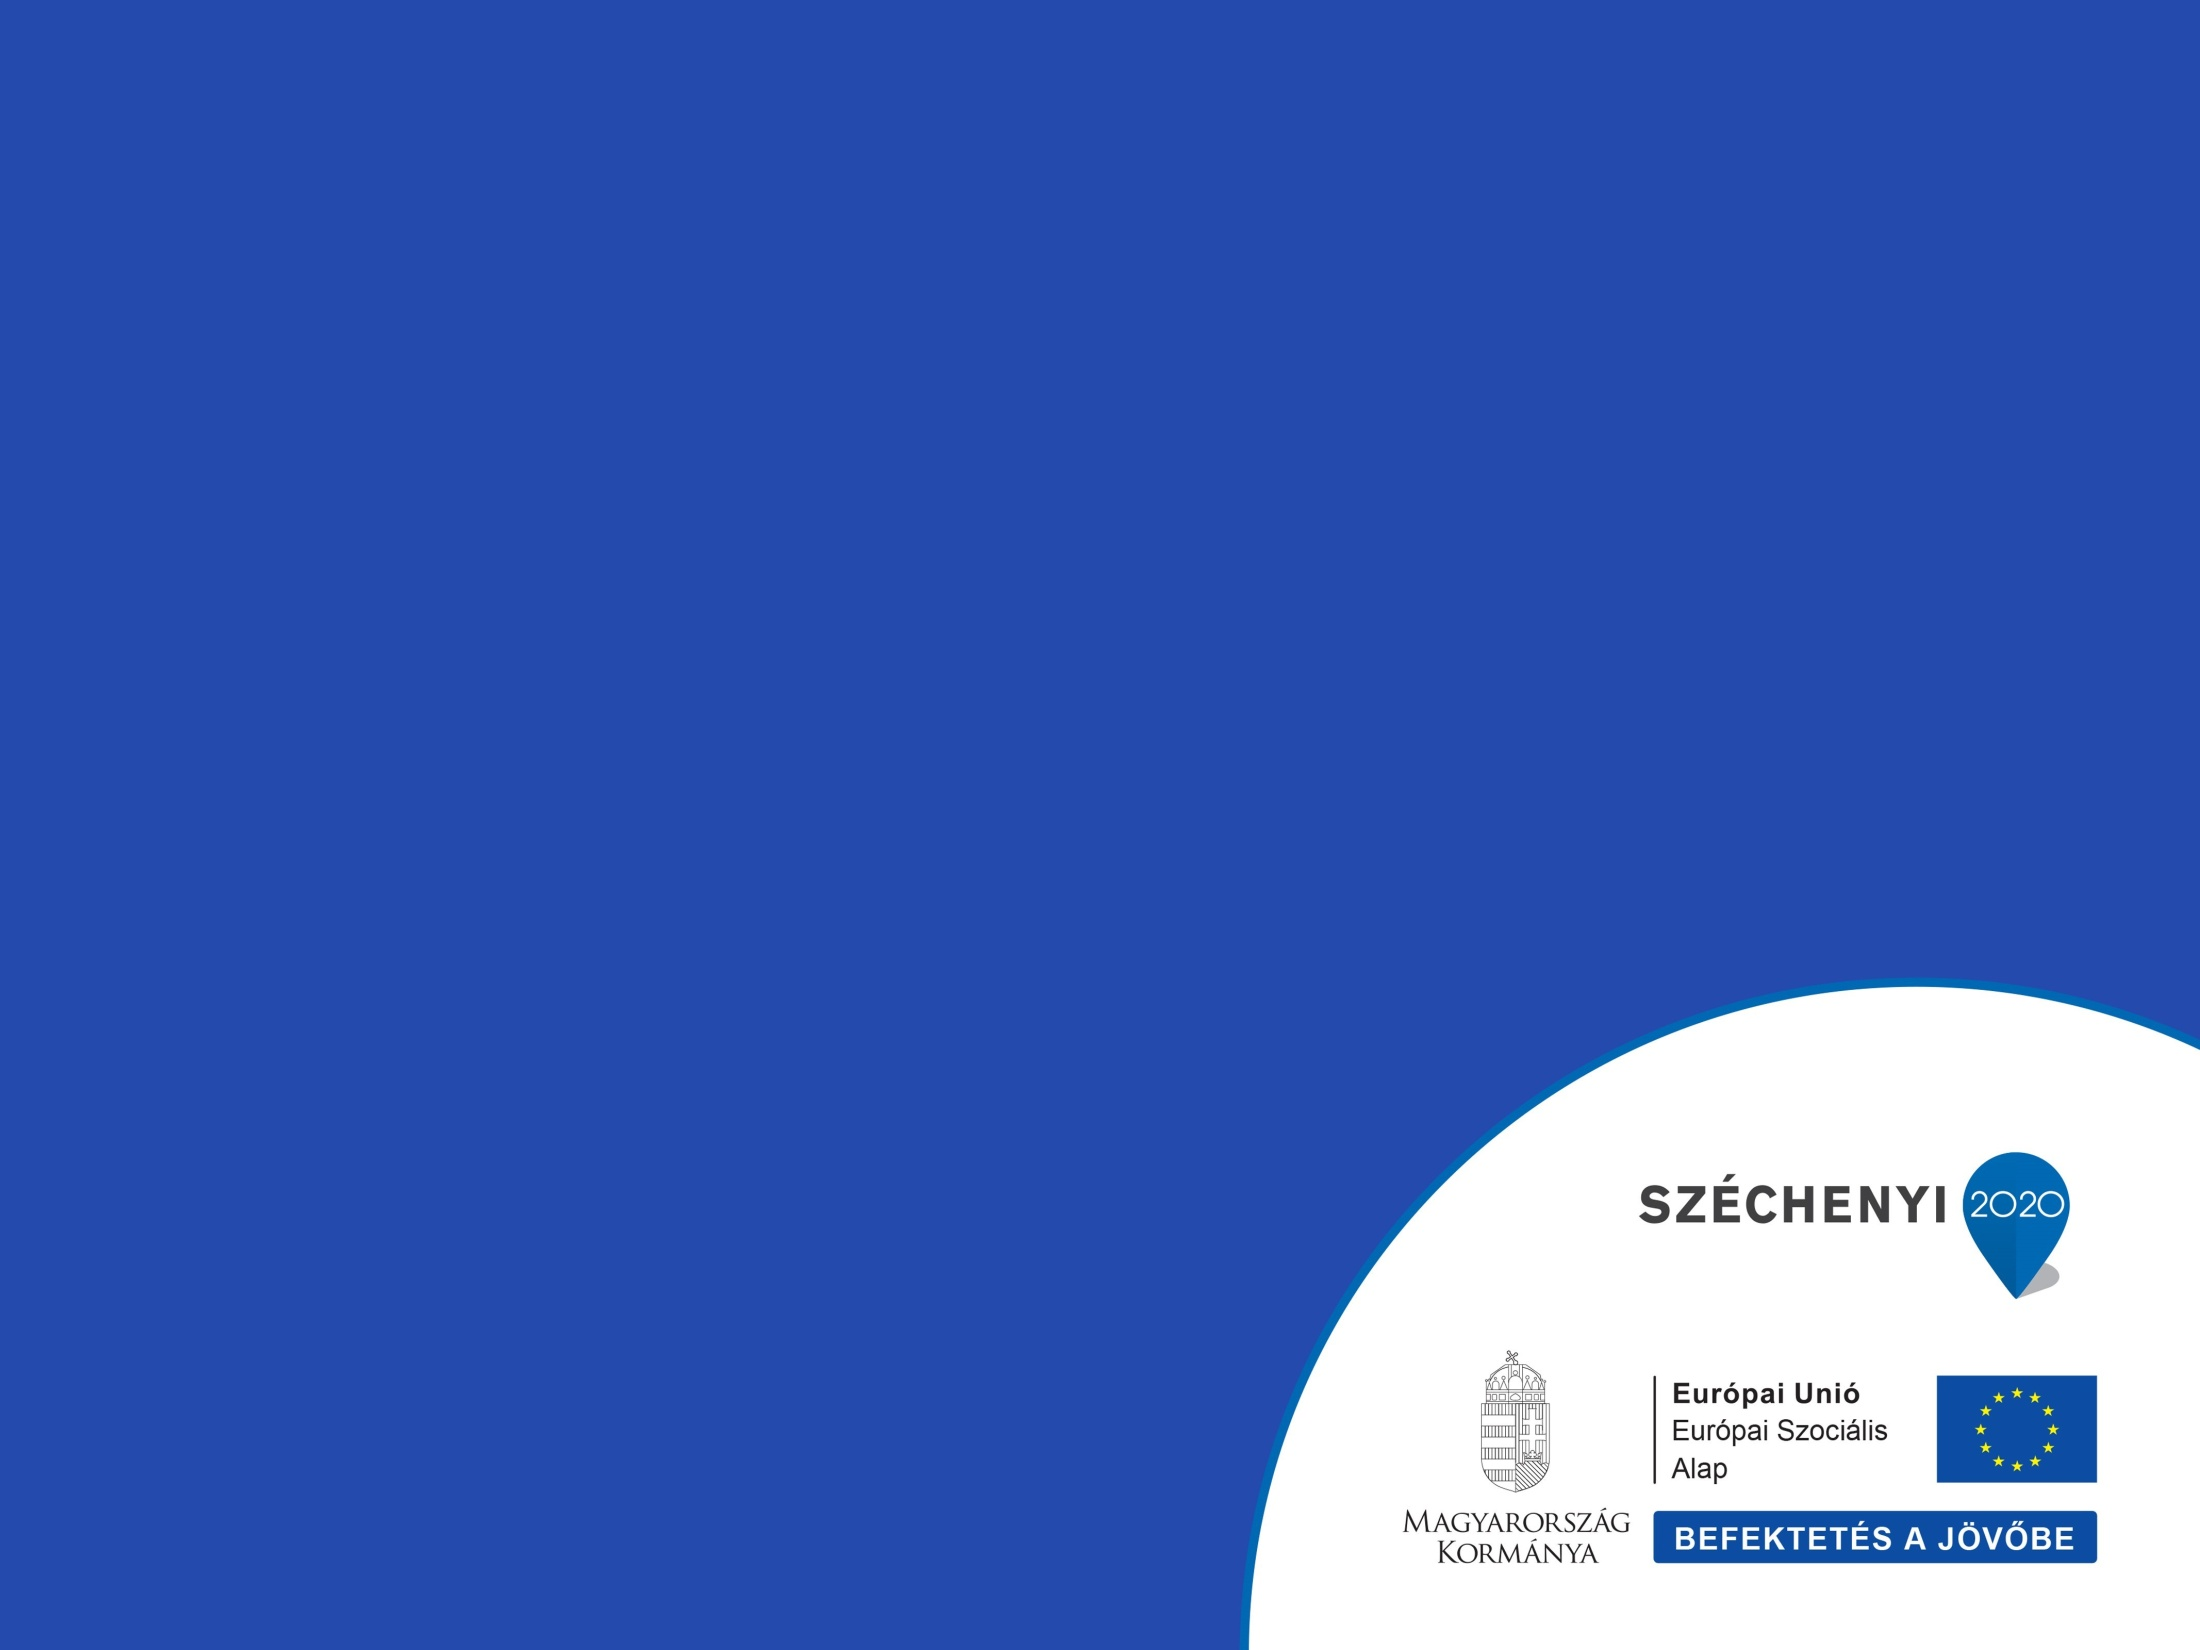 SZÉCHENYI 2020
MAGYARORSZÁG
KORMÁNYA
Európai Unió
Európai Szociális
Alap
BEFEKTETÉS A JÖVŐBE